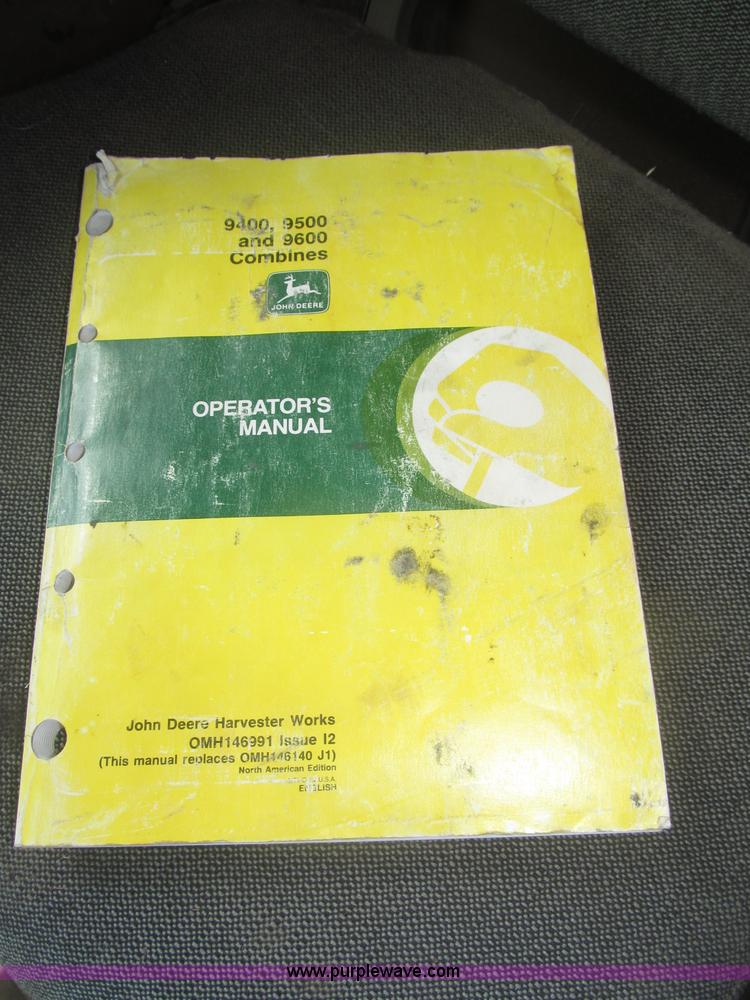 9400, 9500
and 9600
Combines
JOHN DEERE
OPERATOR'S
MANUAL
John Deere Harvester Works
OMH146991 Issue I2
(This manual replaces OMH146140 J1)
North American Edition
U.S.A.
ENGLISH
www.purplewave.com